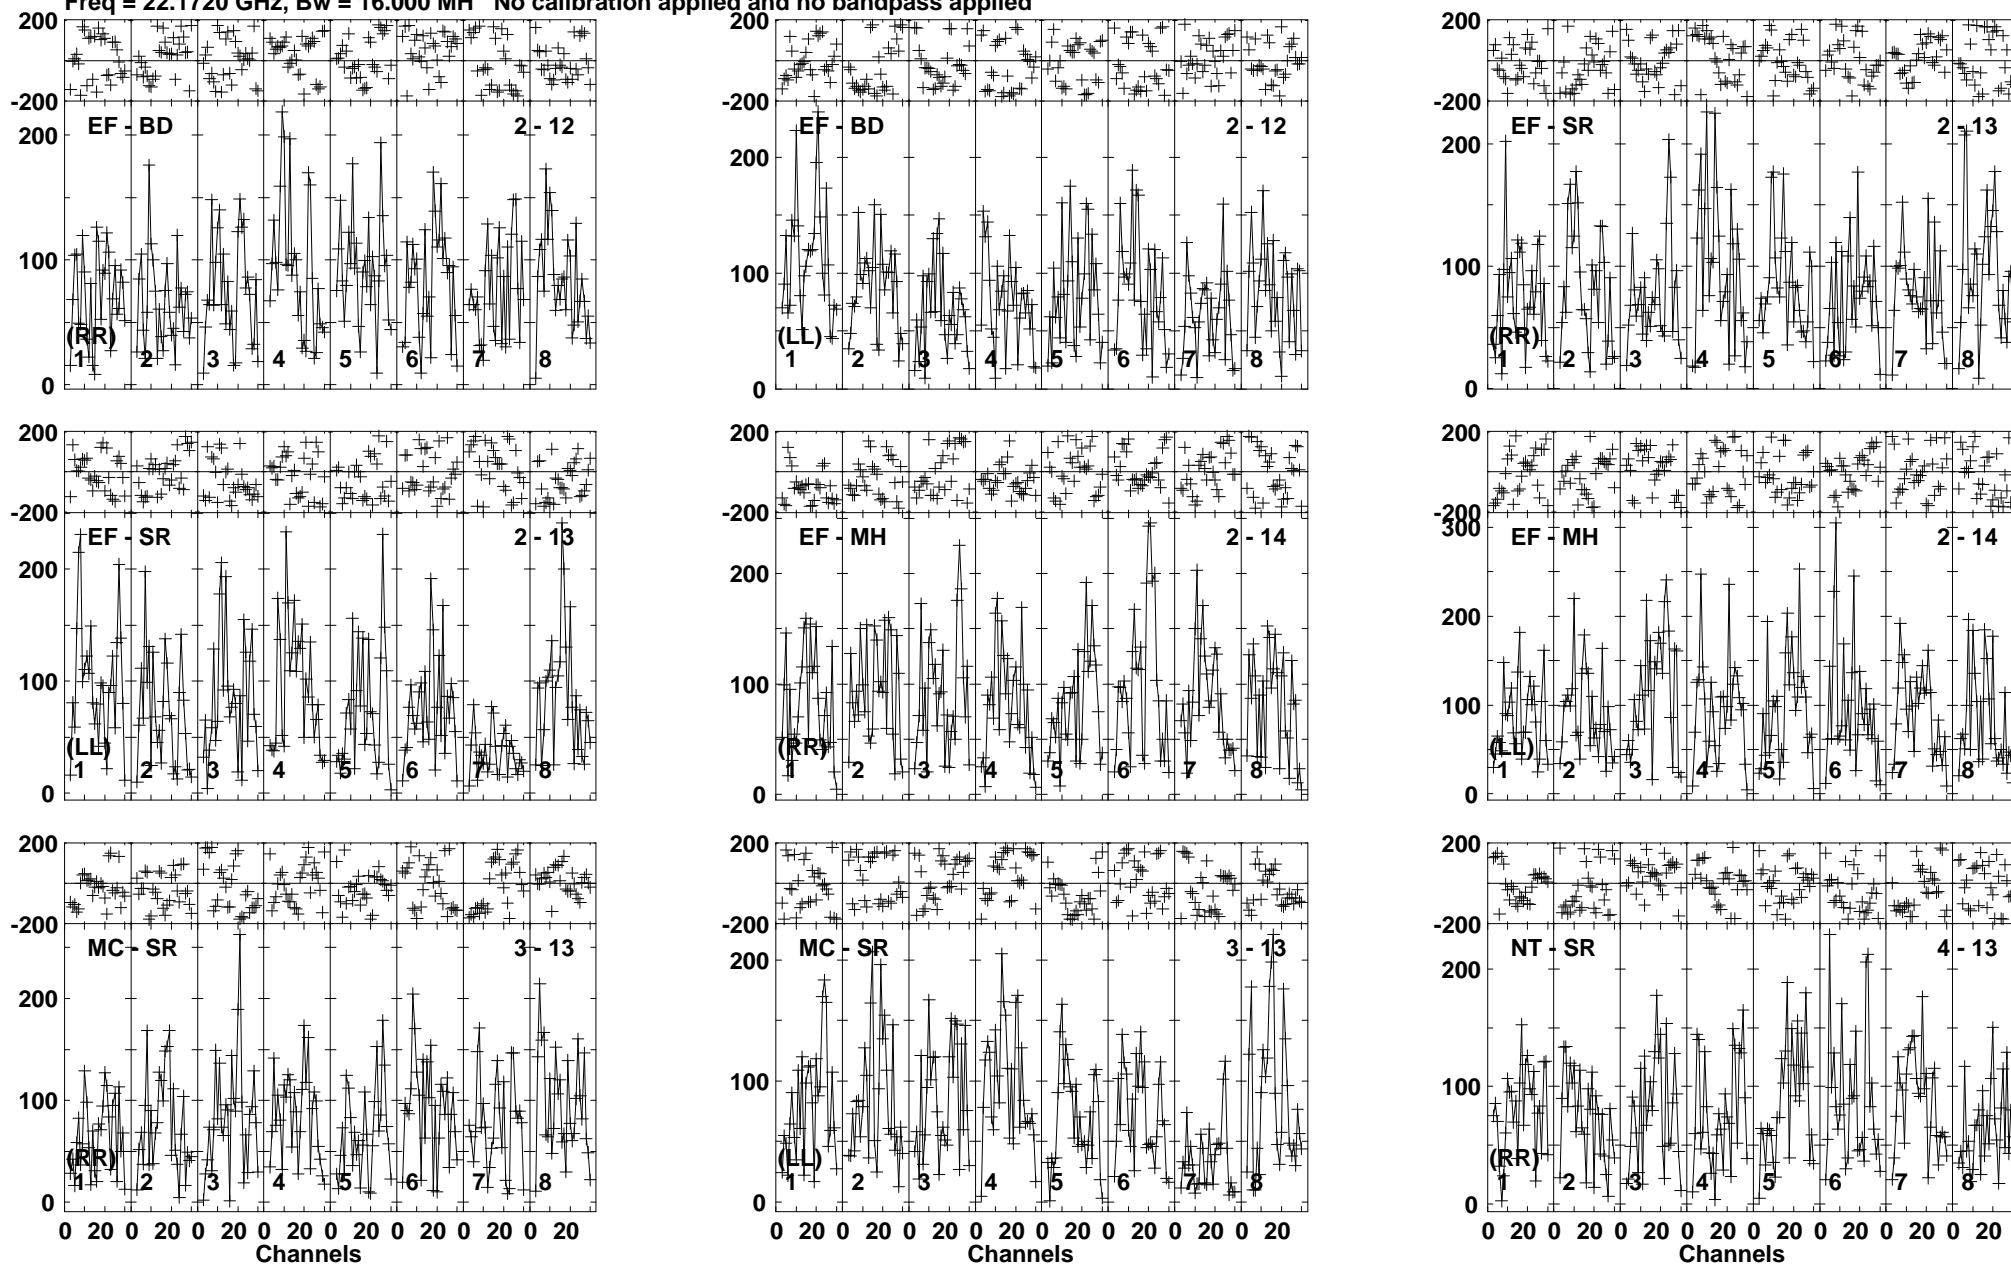 Freq = 22.1720 GHz, Bw = 16.000 MH No calibration applied and no bandpass applied
200 200 200
-200 -200 -200
EF - BD 2 - 12 EF - BD 2 - 12 EF - SR 2 - 13
200 200 200
100 100 100
(RR) (LL) (RR)
1 2 3 4 5 6 7 8 1 2 3 4 5 6 7 8 1 2 3 4 5 6 7 8
0 0 0
200 200 200
-200 -200 -200
300
EF - SR 2 - 13 EF - MH 2 - 14 EF - MH 2 - 14
200 200 200
100 100 100
(LL) (RR) (LL)
1 2 3 4 5 6 7 8 1 2 3 4 5 6 7 8 1 2 3 4 5 6 7 8
0 0 0
200 200 200
-200 -200 -200
MC - SR 3 - 13 MC - SR 3 - 13 NT - SR 4 - 13
200 200 200
100 100 100
(RR) (LL) (RR)
1 2 3 4 5 6 7 8 1 2 3 4 5 6 7 8 1 2 3 4 5 6 7 8
0 0 0
0 20 0 20 0 20 0 20 0 20 0 20 0 20 0 20 0 20 0 20 0 20 0 20 0 20 0 20 0 20 0 20 0 20 0 20 0 20 0 20 0 20 0 20 0 20 0 20
Channels Channels Channels